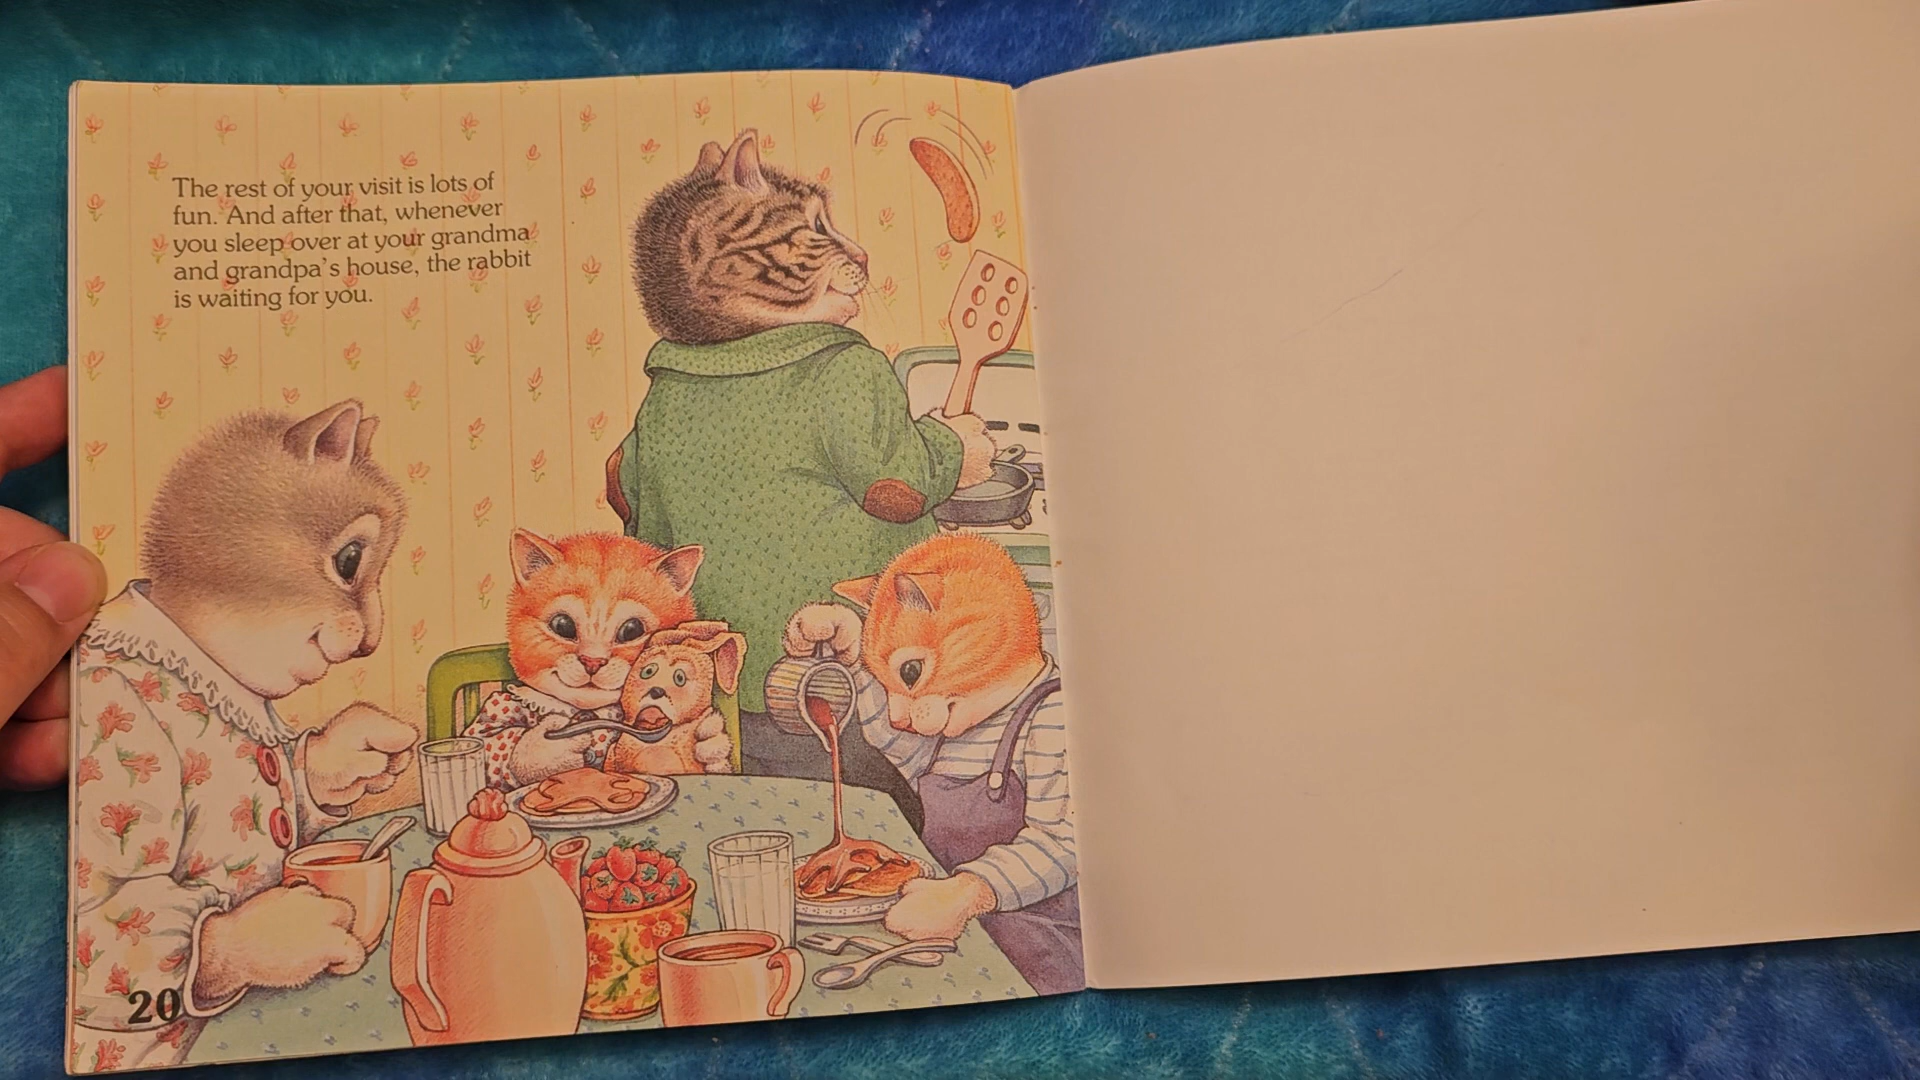 The rest of your visit is lots of
fun. And after that, whenever
you sleep over at your grandma
and grandpa's house, the rabbit
is waiting for you.
20